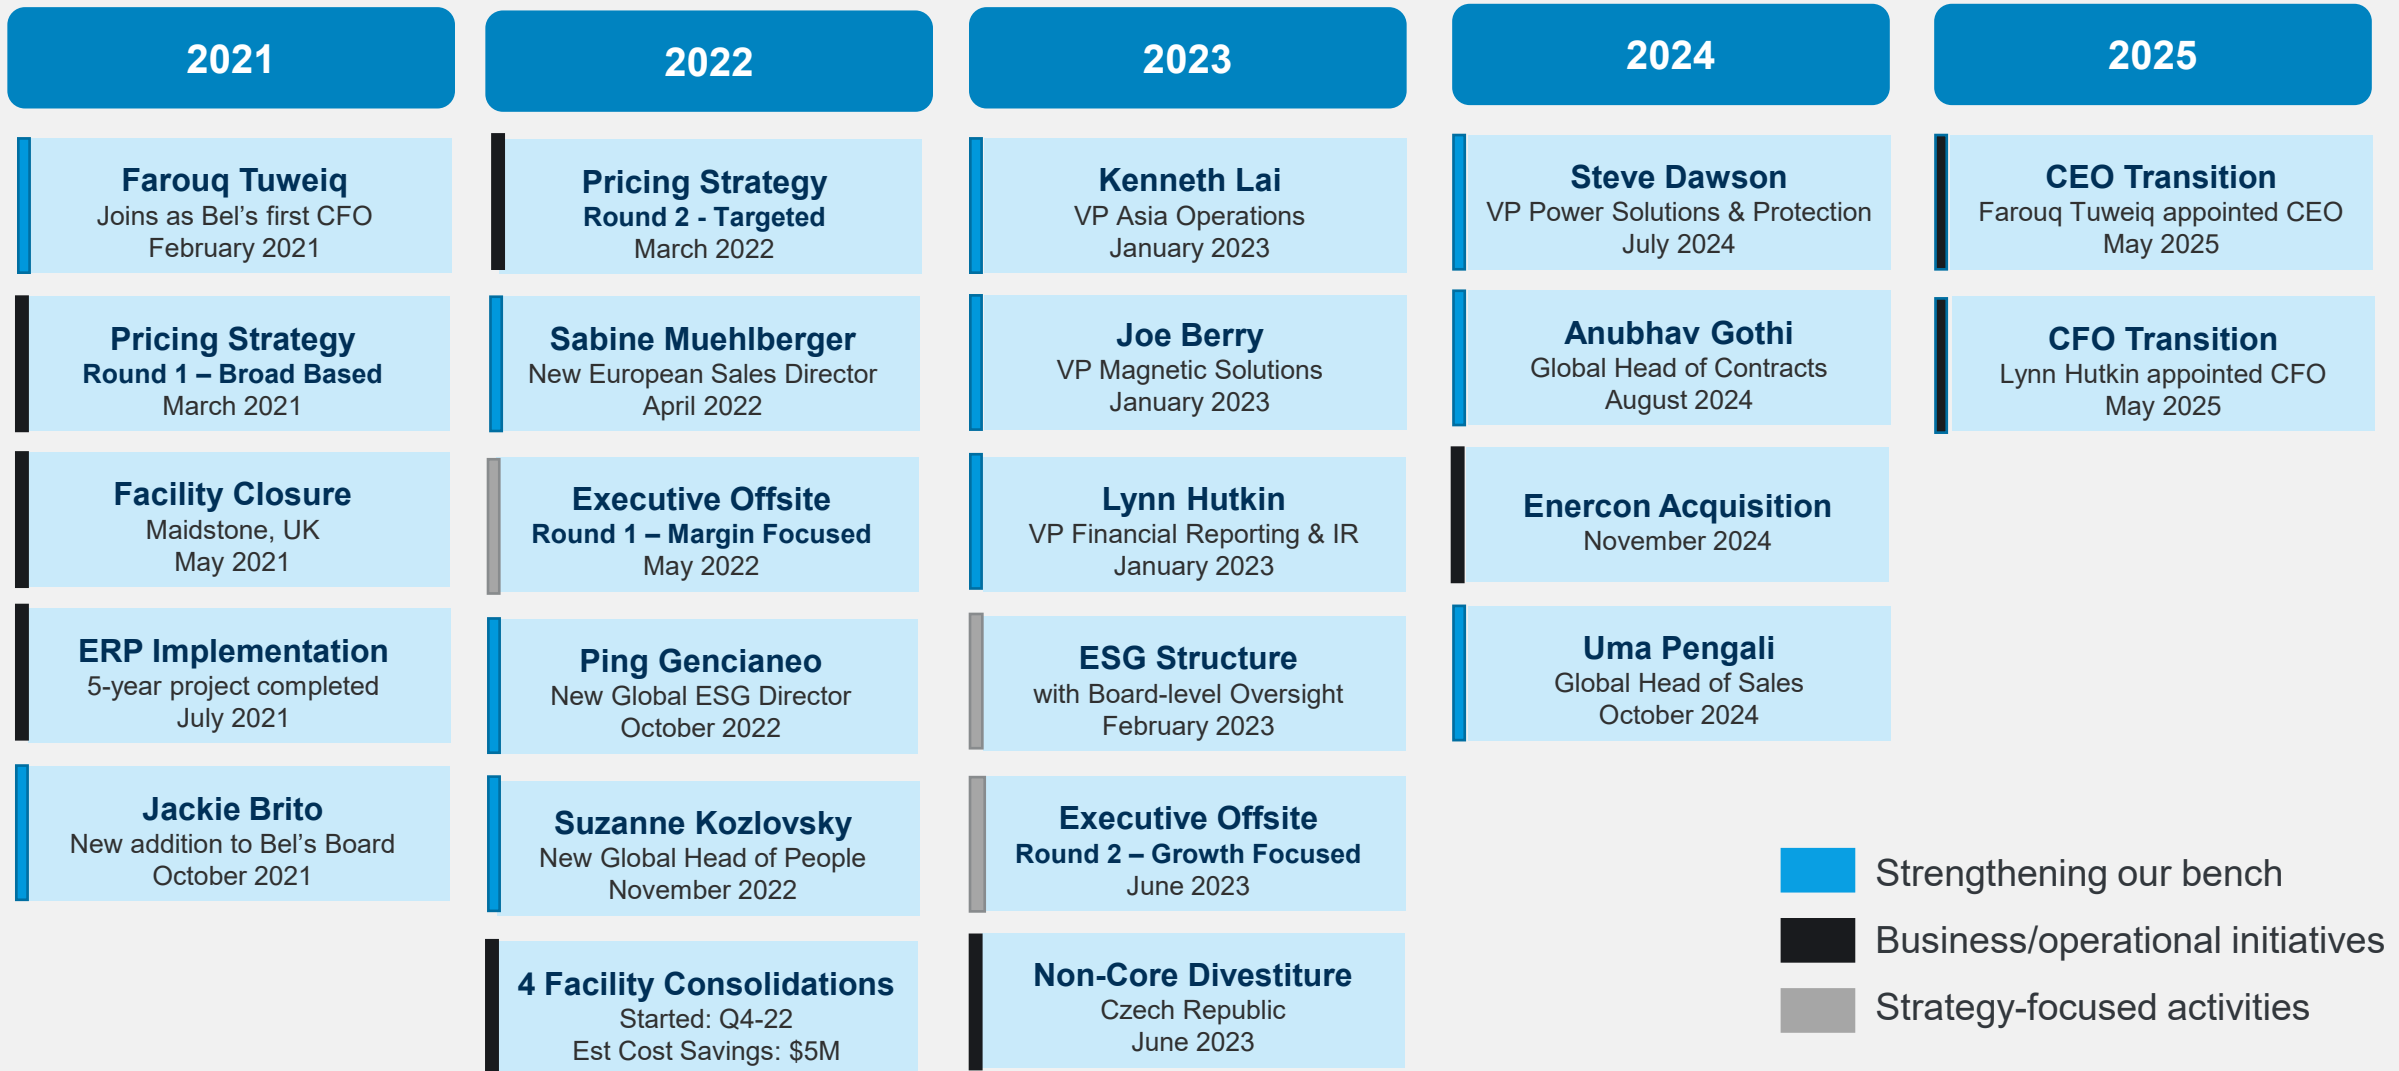 2021
Farouq Tuweiq
Joins as Bel’s first CFO
February 2021
Pricing Strategy
Round 1 – Broad Based
March 2021
Facility Closure
Maidstone, UK
May 2021
ERP Implementation
5-year project completed
July 2021
Jackie Brito
New addition to Bel’s Board
October 2021
2022
Pricing Strategy
Round 2 - Targeted
March 2022
Sabine Muehlberger
New European Sales Director
April 2022
Executive Offsite
Round 1 – Margin Focused
May 2022
Ping Gencianeo
New Global ESG Director
October 2022
Suzanne Kozlovsky
New Global Head of People
November 2022
4 Facility Consolidations
Started: Q4-22
Est Cost Savings: $5M
2023
Kenneth Lai
VP Asia Operations
January 2023
Joe Berry
VP Magnetic Solutions
January 2023
Lynn Hutkin
VP Financial Reporting & IR
January 2023
ESG Structure
with Board-level Oversight
February 2023
Executive Offsite
Round 2 – Growth Focused
June 2023
Non-Core Divestiture
Czech Republic
June 2023
2024
Steve Dawson
VP Power Solutions & Protection
July 2024
Anubhav Gothi
Global Head of Contracts
August 2024
Enercon Acquisition
November 2024
Uma Pengali
Global Head of Sales
October 2024
2025
CEO Transition
Farouq Tuweiq appointed CEO
May 2025
CFO Transition
Lynn Hutkin appointed CFO
May 2025
Strengthening our bench
Business/operational initiatives
Strategy-focused activities